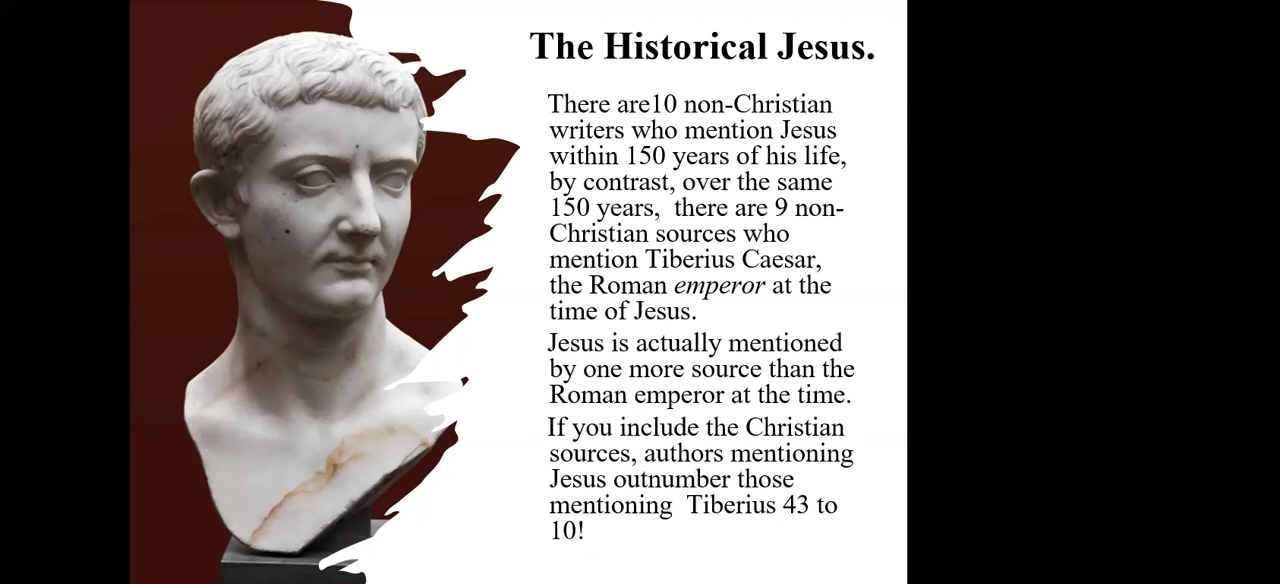 The Historical Jesus.
There are10 non-Christian
writers who mention Jesus
within 150 years of his life,
by contrast, over the same
150 years,  there are 9 non-
Christian sources who
mention Tiberius Caesar,
the Roman emperor at the
time of Jesus.
Jesus is actually mentioned
by one more source than the
Roman emperor at the time.
If you include the Christian
sources, authors mentioning
Jesus outnumber those
mentioning  Tiberius 43 to
10!